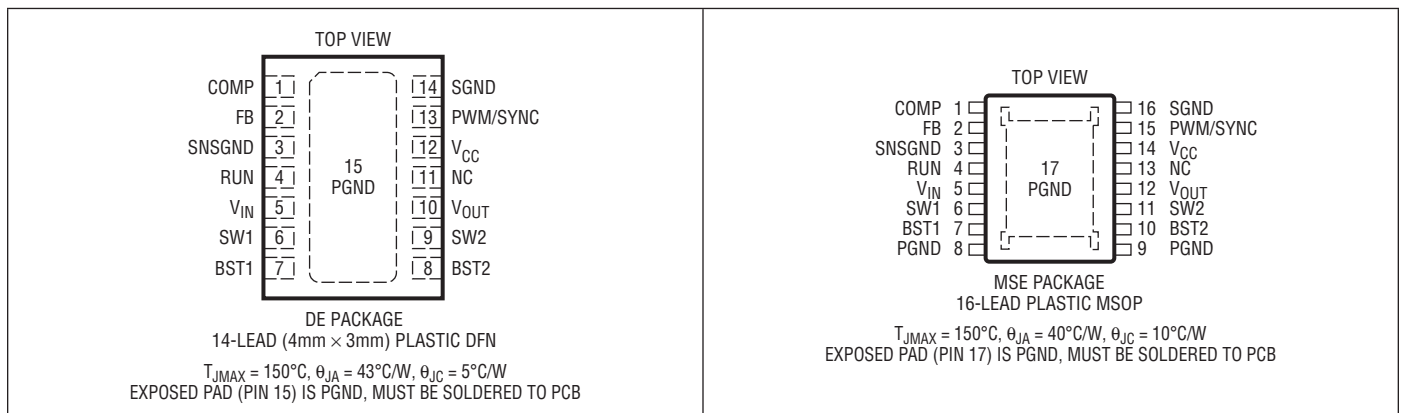 TOP VIEW
COMP 1 14 SGND
FB 2 13 PWM/SYNC
SNSGND 3 12 VCC
RUN 4 11 NC
VIN 5 10 VOUT
SW1 6 9 SW2
BST1 7 8 BST2
15
PGND
DE PACKAGE
14-LEAD (4mm × 3mm) PLASTIC DFN
TJMAX = 150°C, θJA = 43°C/W, θJC = 5°C/W
EXPOSED PAD (PIN 15) IS PGND, MUST BE SOLDERED TO PCB
TOP VIEW
COMP 1 16 SGND
FB 2 15 PWM/SYNC
SNSGND 3 14 VCC
RUN 4 13 NC
VIN 5 12 VOUT
SW1 6 11 SW2
BST1 7 10 BST2
PGND 8 9 PGND
17
PGND
MSE PACKAGE
16-LEAD PLASTIC MSOP
TJMAX = 150°C, θJA = 40°C/W, θJC = 10°C/W
EXPOSED PAD (PIN 17) IS PGND, MUST BE SOLDERED TO PCB